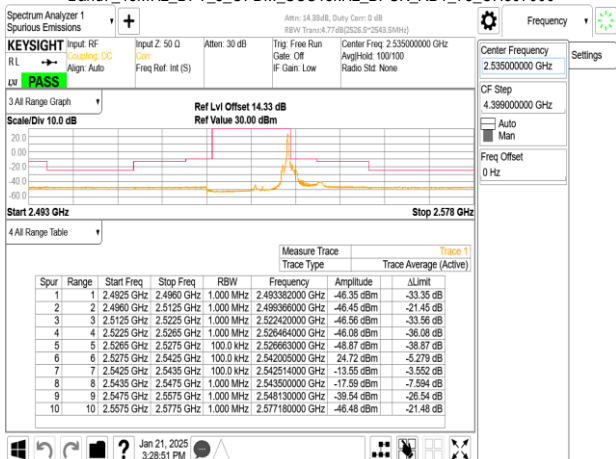 Spectrum Analyzer 1
Spurious Emissions
Attn: 14.33dB, Duty Corr: 0 dB
RBW Trans:4.77dB(2526.5~2543.5MHz)
Frequency
KEYSIGHT
RL
PASS
Input: RF
Coupling: DC
Align: Auto
Input Z: 50 Ω
Corr
Freq Ref: Int (S)
Atten: 30 dB
Trig: Free Run
Gate: Off
IF Gain: Low
Center Freq: 2.535000000 GHz
Avg|Hold: 100/100
Radio Std: None
Center Frequency
2.535000000 GHz
Settings
CF Step
4.399000000 GHz
Auto
Man
Freq Offset
0 Hz
3 All Range Graph
Scale/Div 10.0 dB
Ref Lvl Offset 14.33 dB
Ref Value 30.00 dBm
20.0
0.00
-20.0
-40.0
-60.0
Start 2.493 GHz
Stop 2.578 GHz
4 All Range Table
Measure Trace Trace 1
Trace Type Trace Average (Active)
Spur Range Start Freq Stop Freq RBW Frequency Amplitude ΔLimit
1 1 2.4925 GHz 2.4960 GHz 1.000 MHz 2.493382000 GHz -46.35 dBm -33.35 dB
2 2 2.4960 GHz 2.5125 GHz 1.000 MHz 2.499366000 GHz -46.45 dBm -21.45 dB
3 3 2.5125 GHz 2.5225 GHz 1.000 MHz 2.522420000 GHz -46.56 dBm -33.56 dB
4 4 2.5225 GHz 2.5265 GHz 1.000 MHz 2.526464000 GHz -46.08 dBm -36.08 dB
5 5 2.5265 GHz 2.5275 GHz 100.0 kHz 2.526663000 GHz -48.87 dBm -38.87 dB
6 6 2.5275 GHz 2.5425 GHz 100.0 kHz 2.542005000 GHz 24.72 dBm -5.279 dB
7 7 2.5425 GHz 2.5435 GHz 100.0 kHz 2.542514000 GHz -13.55 dBm -3.552 dB
8 8 2.5435 GHz 2.5475 GHz 1.000 MHz 2.543500000 GHz -17.59 dBm -7.594 dB
9 9 2.5475 GHz 2.5575 GHz 1.000 MHz 2.548130000 GHz -39.54 dBm -26.54 dB
10 10 2.5575 GHz 2.5775 GHz 1.000 MHz 2.577180000 GHz -46.48 dBm -21.48 dB
Jan 21, 2025
3:28:51 PM